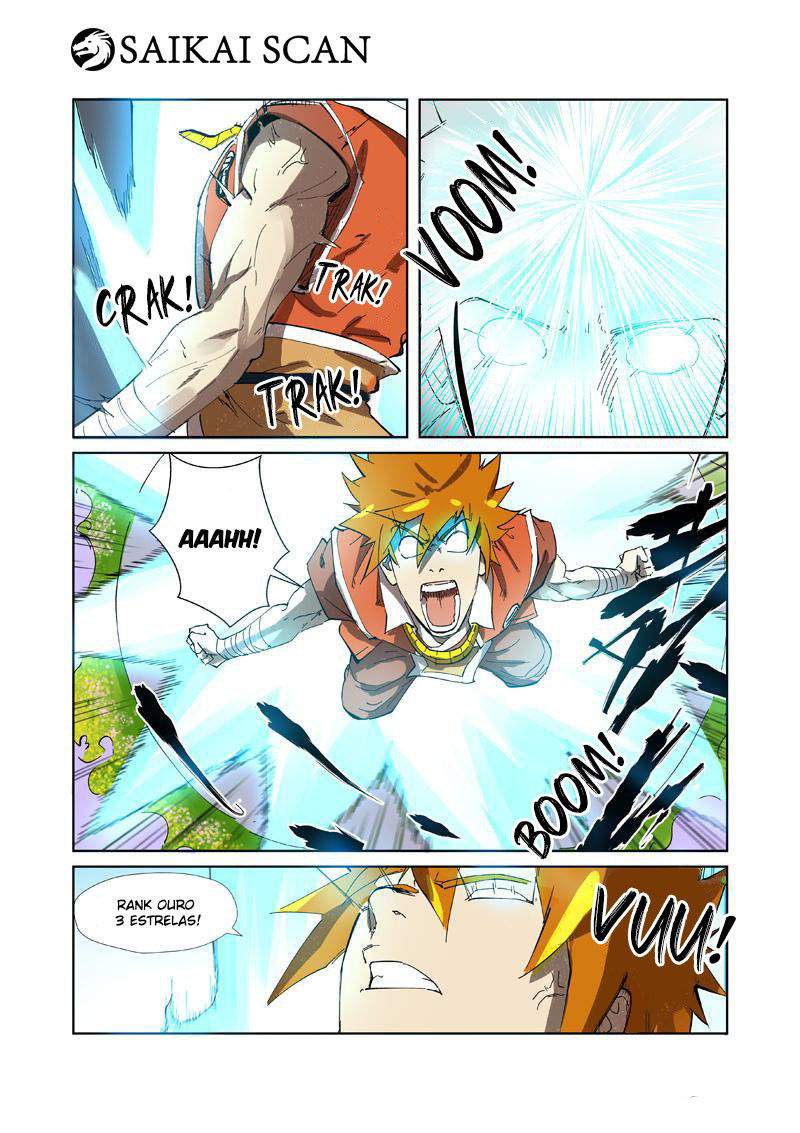 SAIKAI SCAN
CRAK!
TRAK!
TRAK!
VOOM!
AAAHH!
BOOM!
RANK OURO
3 ESTRELAS!
VUU!